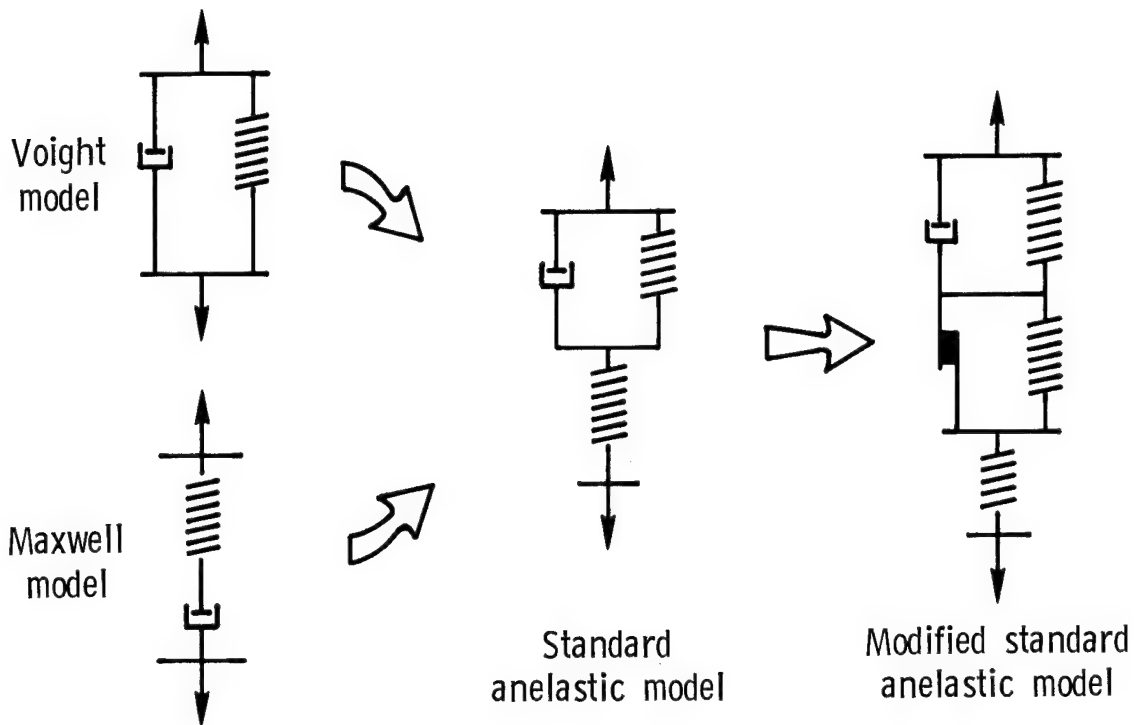 Voight
model
Maxwell
model
Standard
anelastic model
Modified standard
anelastic model